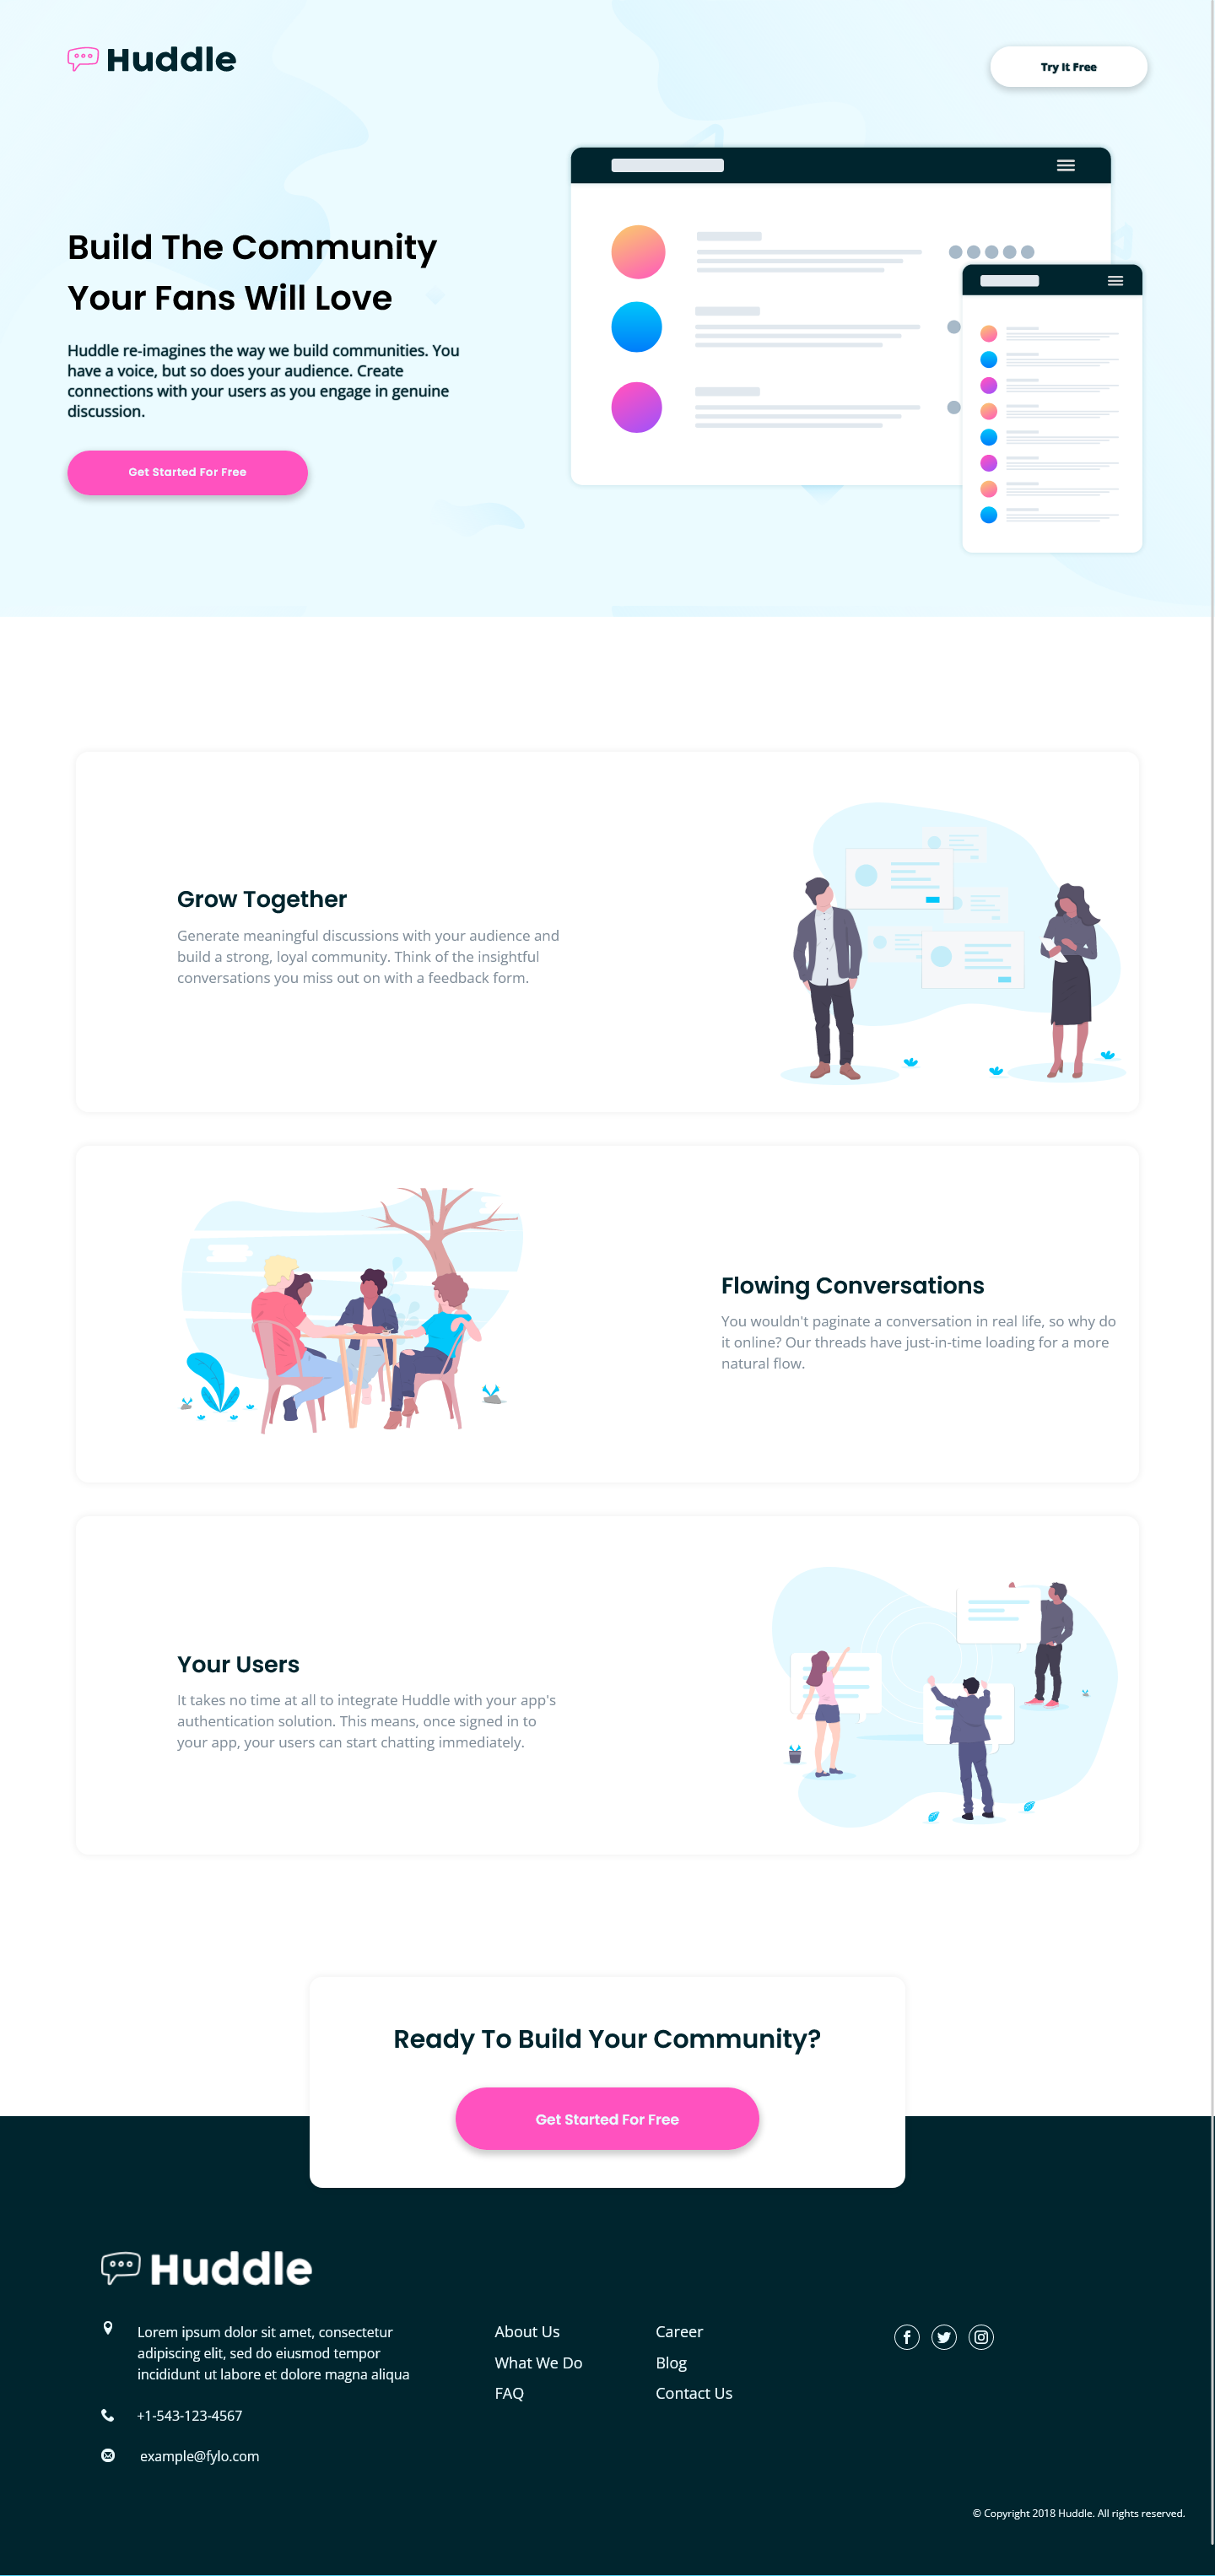 Huddle
Try It Free
Build The Community
Your Fans Will Love
Huddle re-imagines the way we build communities. You
have a voice, but so does your audience. Create
connections with your users as you engage in genuine
discussion.
Get Started For Free
Grow Together
Generate meaningful discussions with your audience and
build a strong, loyal community. Think of the insightful
conversations you miss out on with a feedback form.
Flowing Conversations
You wouldn't paginate a conversation in real life, so why do
it online? Our threads have just-in-time loading for a more
natural flow.
Your Users
It takes no time at all to integrate Huddle with your app's
authentication solution. This means, once signed in to
your app, your users can start chatting immediately.
Ready To Build Your Community?
Get Started For Free
Huddle
Lorem ipsum dolor sit amet, consectetur
adipiscing elit, sed do eiusmod tempor
incididunt ut labore et dolore magna aliqua
+1-543-123-4567
example@fylo.com
About Us
What We Do
FAQ
Career
Blog
Contact Us
© Copyright 2018 Huddle. All rights reserved.